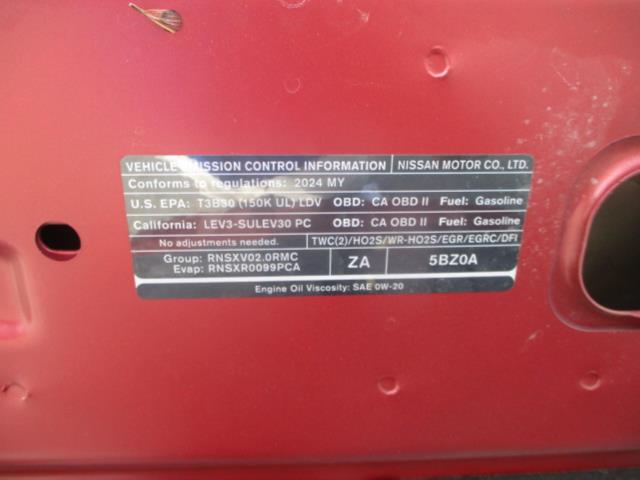 VEHICLE EMISSION CONTROL INFORMATION NISSAN MOTOR CO., LTD.
Conforms to regulations: 2024 MY
U.S. EPA: T3B30 (150K UL) LDV OBD: CA OBD II Fuel: Gasoline
California: LEV3-SULEV30 PC OBD: CA OBD II Fuel: Gasoline
No adjustments needed. TWC(2)/HO2S/WR-HO2S/EGR/EGRC/DFI
Group: RNSXV02.0RMC
Evap: RNSXR0099PCA
ZA 5BZ0A
Engine Oil Viscosity: SAE 0W-20